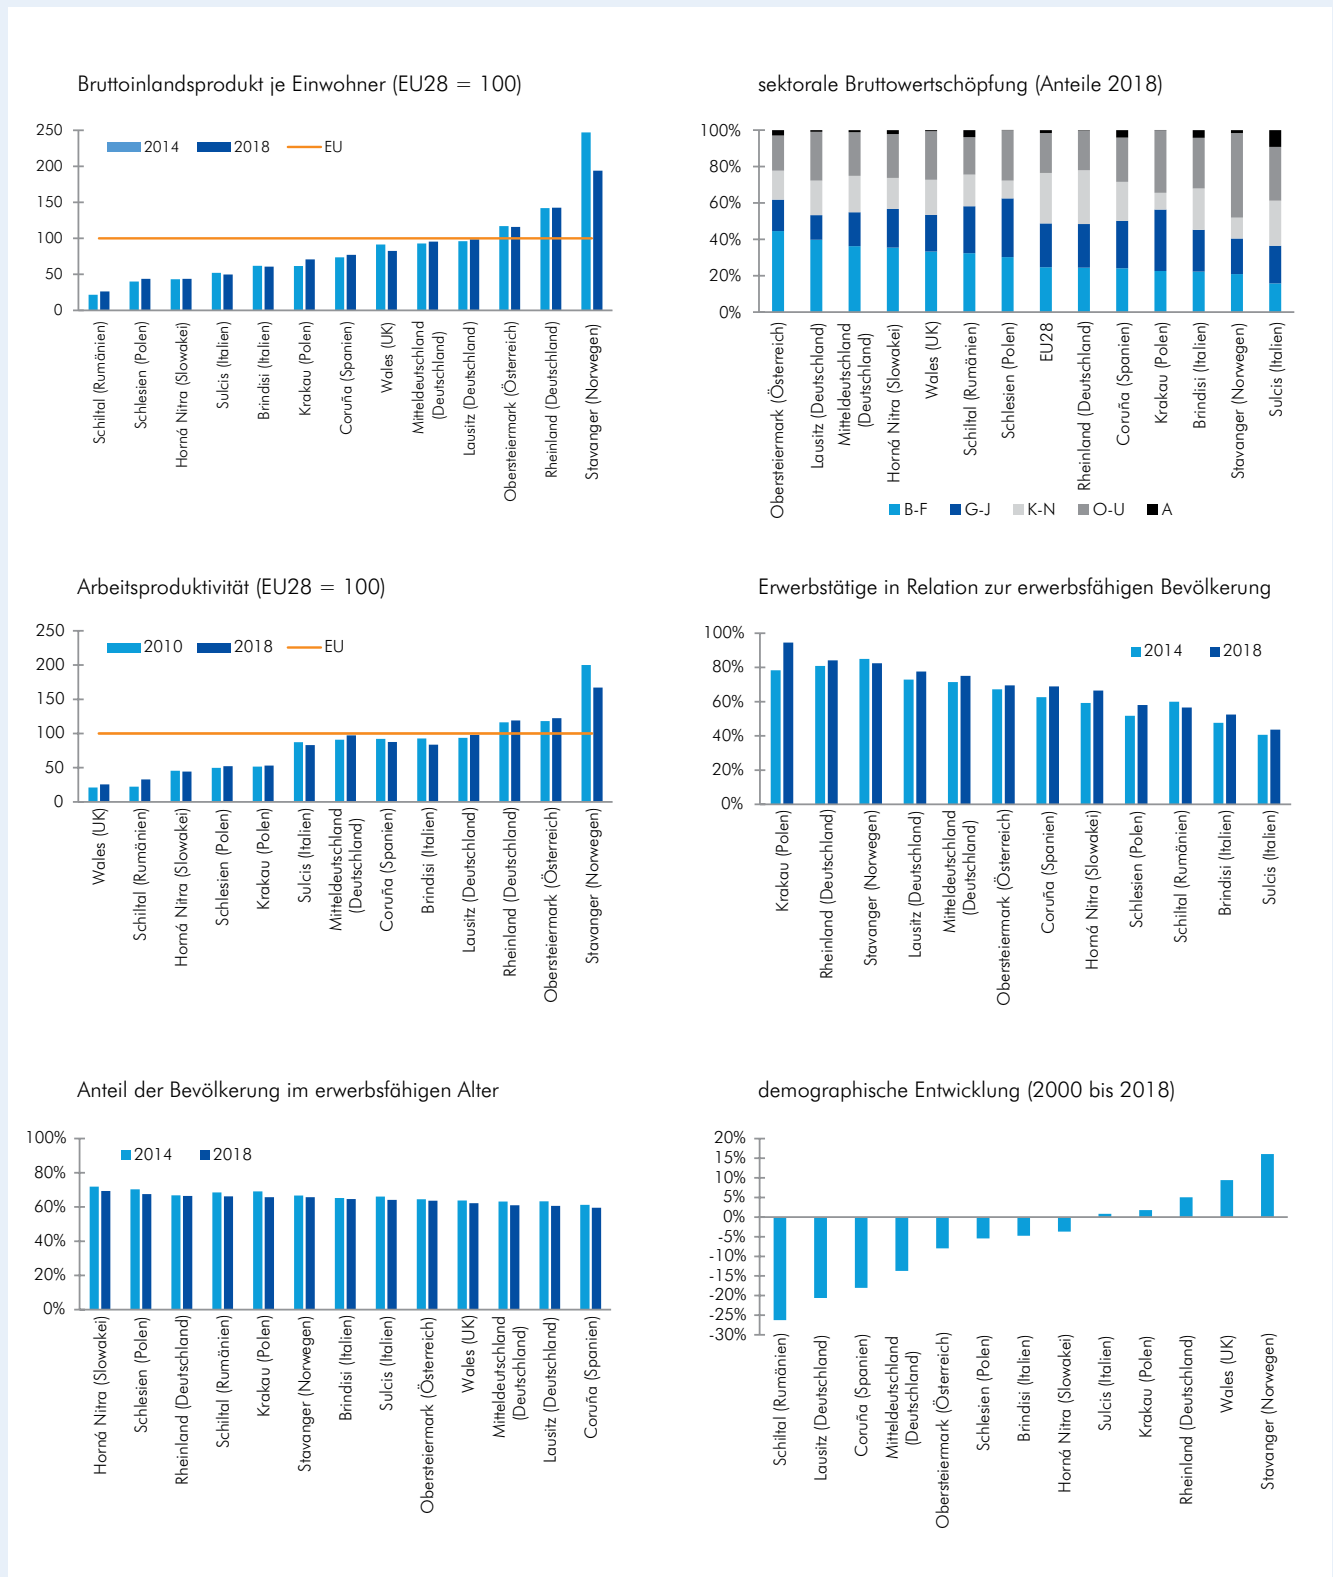 Bruttoinlandsprodukt je Einwohner (EU28 = 100)
250
200
150
100
50
0
2014
2018
EU
Schiltal (Rumänien)
Schlesien (Polen)
Horná Nitra (Slowakei)
Sulcis (Italien)
Brindisi (Italien)
Krakau (Polen)
Coruña (Spanien)
Wales (UK)
Mitteldeutschland
(Deutschland)
Lausitz (Deutschland)
Obersteiermark (Österreich)
Rheinland (Deutschland)
Stavanger (Norwegen)
sektorale Bruttowertschöpfung (Anteile 2018)
100%
80%
60%
40%
20%
0%
Obersteiermark (Österreich)
Lausitz (Deutschland)
Mitteldeutschland
(Deutschland)
Horná Nitra (Slowakei)
Wales (UK)
Schiltal (Rumänien)
Schlesien (Polen)
EU28
Rheinland (Deutschland)
Coruña (Spanien)
Krakau (Polen)
Brindisi (Italien)
Stavanger (Norwegen)
Sulcis (Italien)
B-F
G-J
K-N
O-U
A
Arbeitsproduktivität (EU28 = 100)
250
200
150
100
50
0
2010
2018
EU
Wales (UK)
Schiltal (Rumänien)
Horná Nitra (Slowakei)
Schlesien (Polen)
Krakau (Polen)
Sulcis (Italien)
Mitteldeutschland
(Deutschland)
Coruña (Spanien)
Brindisi (Italien)
Lausitz (Deutschland)
Rheinland (Deutschland)
Obersteiermark (Österreich)
Stavanger (Norwegen)
Erwerbstätige in Relation zur erwerbsfähigen Bevölkerung
100%
80%
60%
40%
20%
0%
2014
2018
Krakau (Polen)
Rheinland (Deutschland)
Stavanger (Norwegen)
Lausitz (Deutschland)
Mitteldeutschland
(Deutschland)
Obersteiermark (Österreich)
Coruña (Spanien)
Horná Nitra (Slowakei)
Schlesien (Polen)
Schiltal (Rumänien)
Brindisi (Italien)
Sulcis (Italien)
Anteil der Bevölkerung im erwerbsfähigen Alter
100%
80%
60%
40%
20%
0%
2014
2018
Horná Nitra (Slowakei)
Schlesien (Polen)
Rheinland (Deutschland)
Schiltal (Rumänien)
Krakau (Polen)
Stavanger (Norwegen)
Brindisi (Italien)
Sulcis (Italien)
Obersteiermark (Österreich)
Wales (UK)
Mitteldeutschland
(Deutschland)
Lausitz (Deutschland)
Coruña (Spanien)
demographische Entwicklung (2000 bis 2018)
20%
15%
10%
5%
0%
-5%
-10%
-15%
-20%
-25%
-30%
Schiltal (Rumänien)
Lausitz (Deutschland)
Coruña (Spanien)
Mitteldeutschland
(Deutschland)
Obersteiermark (Österreich)
Schlesien (Polen)
Brindisi (Italien)
Horná Nitra (Slowakei)
Sulcis (Italien)
Krakau (Polen)
Rheinland (Deutschland)
Wales (UK)
Stavanger (Norwegen)